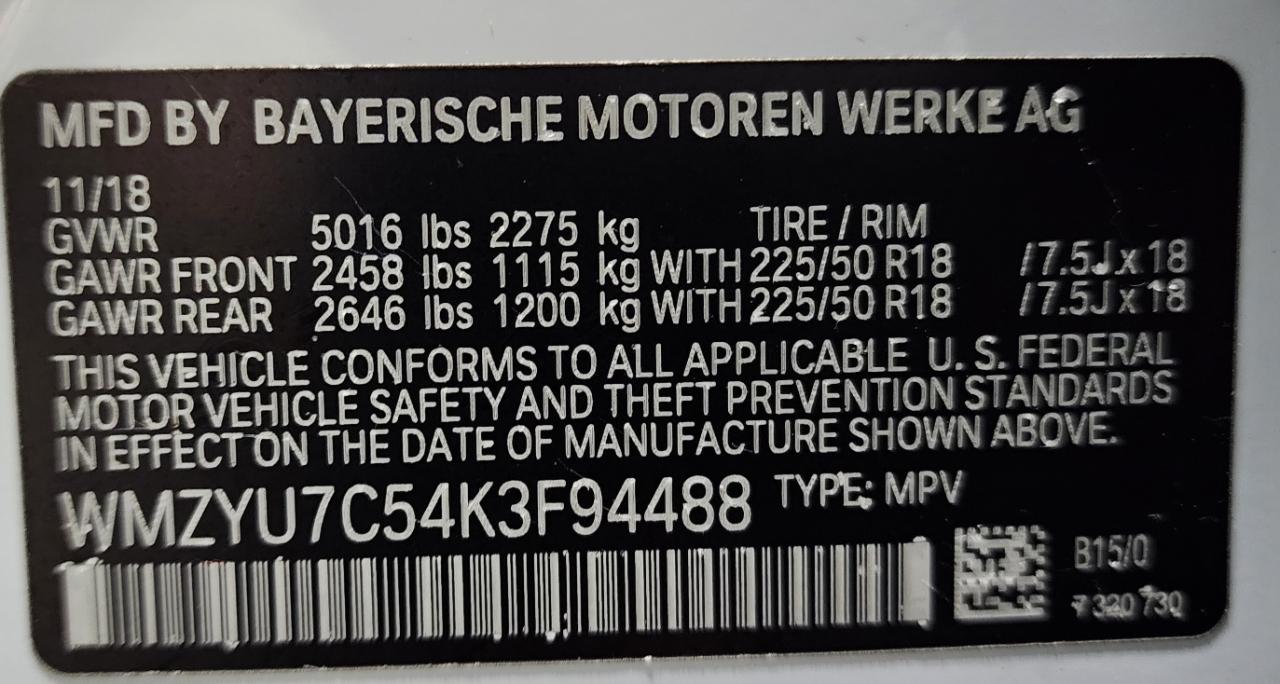 MFD BY BAYERISCHE MOTOREN WERKE AG
11/18
GVWR 5016 lbs 2275 kg TIRE / RIM
GAWR FRONT 2458 lbs 1115 kg WITH 225/50 R18 /7.5J x 18
GAWR REAR 2646 lbs 1200 kg WITH 225/50 R18 /7.5J x 18
THIS VEHICLE CONFORMS TO ALL APPLICABLE U. S. FEDERAL
MOTOR VEHICLE SAFETY AND THEFT PREVENTION STANDARDS
IN EFFECT ON THE DATE OF MANUFACTURE SHOWN ABOVE.
WMZYU7C54K3F94488 TYPE: MPV
B15/0
7 320 730